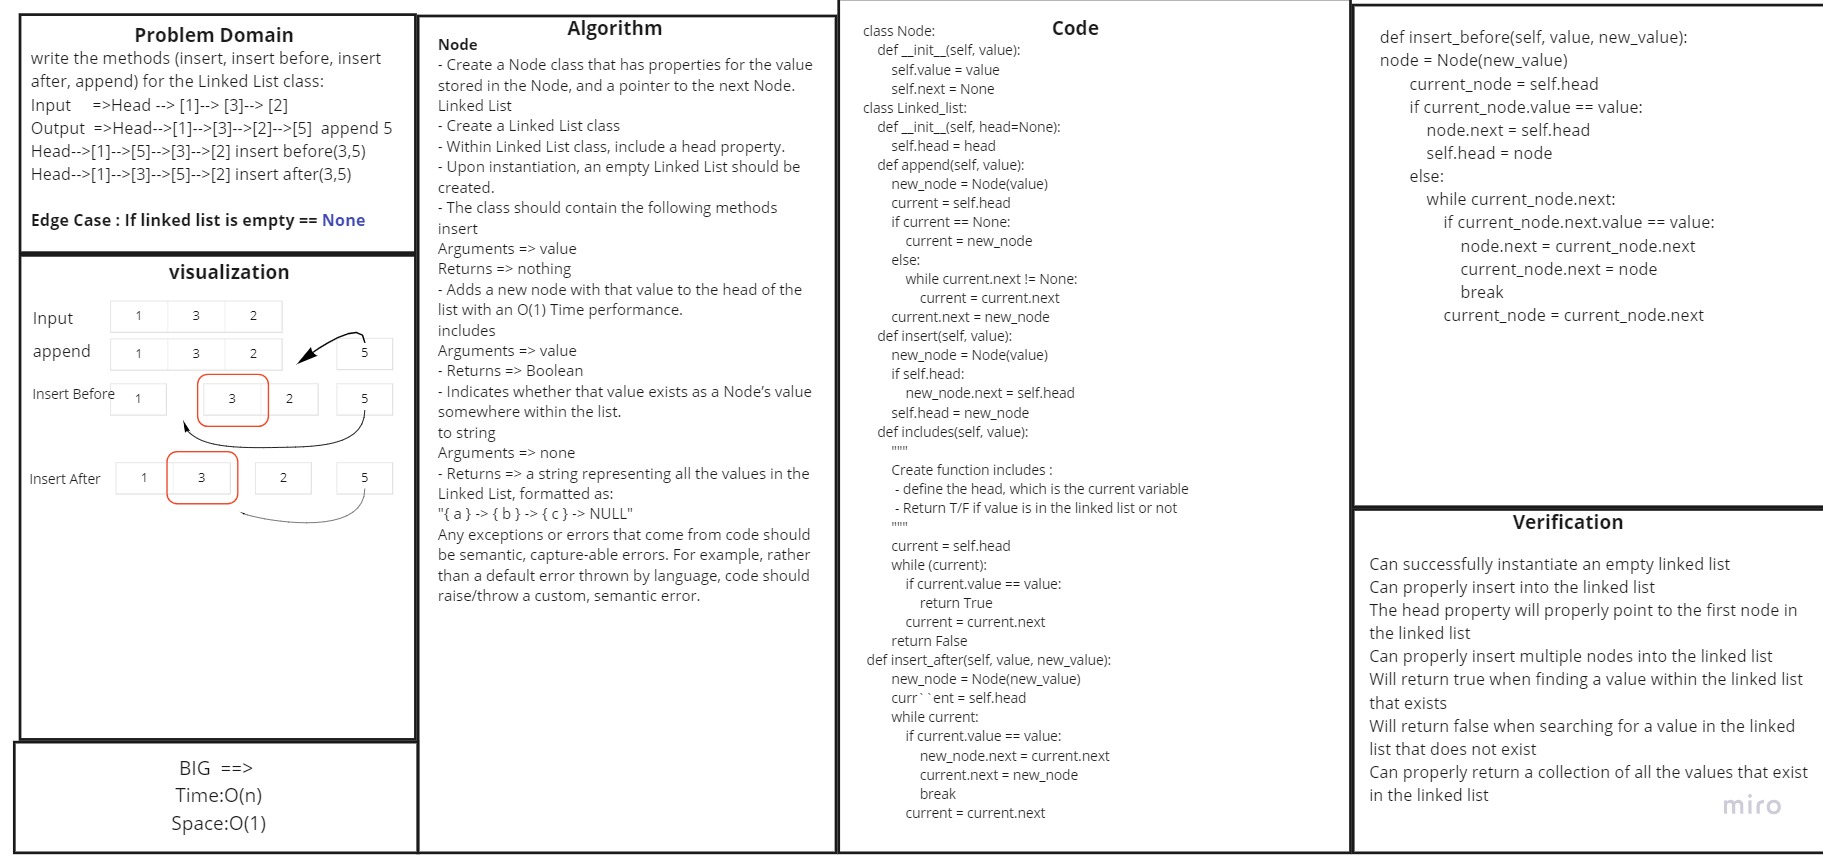 Problem Domain
write the methods (insert, insert before, insert
after, append) for the Linked List class:
Input =>Head --> [1]--> [3]--> [2]
Output =>Head-->[1]-->[3]-->[2]-->[5] append 5
Head-->[1]-->[5]-->[3]-->[2] insert before(3,5)
Head-->[1]-->[3]-->[5]-->[2] insert after(3,5)
Edge Case : If linked list is empty == None
visualization
Input 1 3 2
append 1 3 2 5
Insert Before 1 3 2 5
Insert After 1 3 2 5
BIG ==>
Time:O(n)
Space:O(1)
Algorithm
Node
- Create a Node class that has properties for the value
stored in the Node, and a pointer to the next Node.
Linked List
- Create a Linked List class
- Within Linked List class, include a head property.
- Upon instantiation, an empty Linked List should be
created.
- The class should contain the following methods
insert
Arguments => value
Returns => nothing
- Adds a new node with that value to the head of the
list with an O(1) Time performance.
includes
Arguments => value
- Returns => Boolean
- Indicates whether that value exists as a Node’s value
somewhere within the list.
to string
Arguments => none
- Returns => a string representing all the values in the
Linked List, formatted as:
"{ a } -> { b } -> { c } -> NULL"
Any exceptions or errors that come from code should
be semantic, capture-able errors. For example, rather
than a default error thrown by language, code should
raise/throw a custom, semantic error.
Code
class Node:
def __init__(self, value):
self.value = value
self.next = None
class Linked_list:
def __init__(self, head=None):
self.head = head
def append(self, value):
new_node = Node(value)
current = self.head
if current == None:
current = new_node
else:
while current.next != None:
current = current.next
current.next = new_node
def insert(self, value):
new_node = Node(value)
if self.head:
new_node.next = self.head
self.head = new_node
def includes(self, value):
"""
Create function includes :
- define the head, which is the current variable
- Return T/F if value is in the linked list or not
"""
current = self.head
while (current):
if current.value == value:
return True
current = current.next
return False
def insert_after(self, value, new_value):
new_node = Node(new_value)
curr``ent = self.head
while current:
if current.value == value:
new_node.next = current.next
current.next = new_node
break
current = current.next
def insert_before(self, value, new_value):
node = Node(new_value)
current_node = self.head
if current_node.value == value:
node.next = self.head
self.head = node
else:
while current_node.next:
if current_node.next.value == value:
node.next = current_node.next
current_node.next = node
break
current_node = current_node.next
Verification
Can successfully instantiate an empty linked list
Can properly insert into the linked list
The head property will properly point to the first node in
the linked list
Can properly insert multiple nodes into the linked list
Will return true when finding a value within the linked list
that exists
Will return false when searching for a value in the linked
list that does not exist
Can properly return a collection of all the values that exist
in the linked list
miro